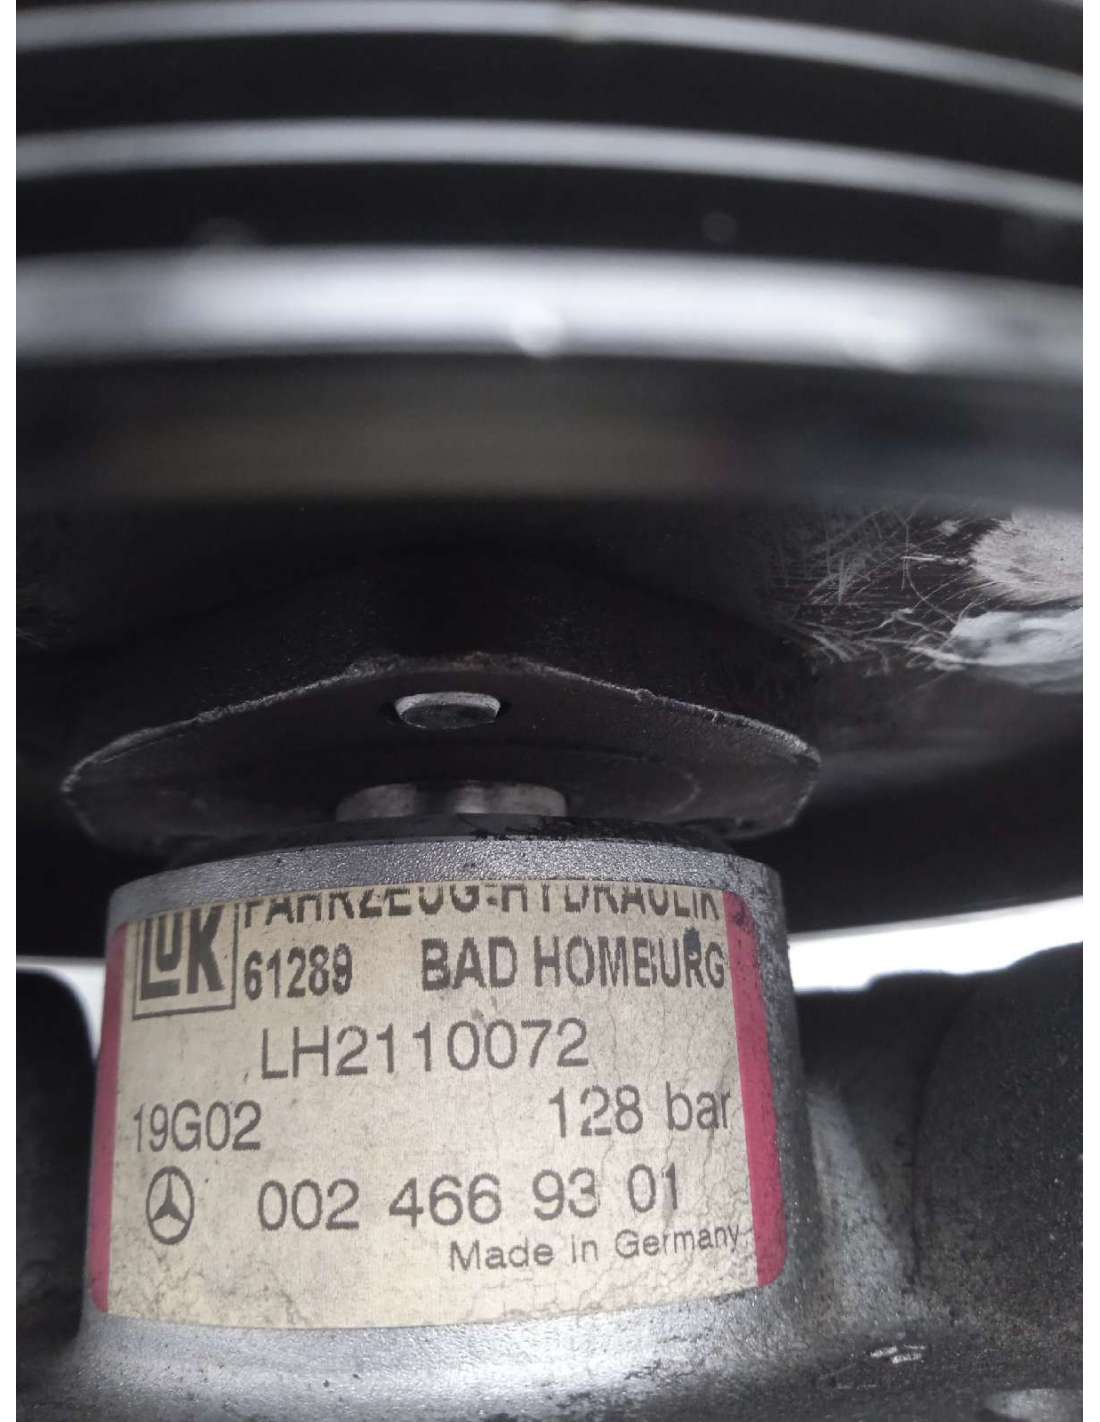 LuK FAHRZEUG-HYDRAULIK
61289 BAD HOMBURG
LH2110072
19G02 128 bar
002 466 93 01
Made in Germany